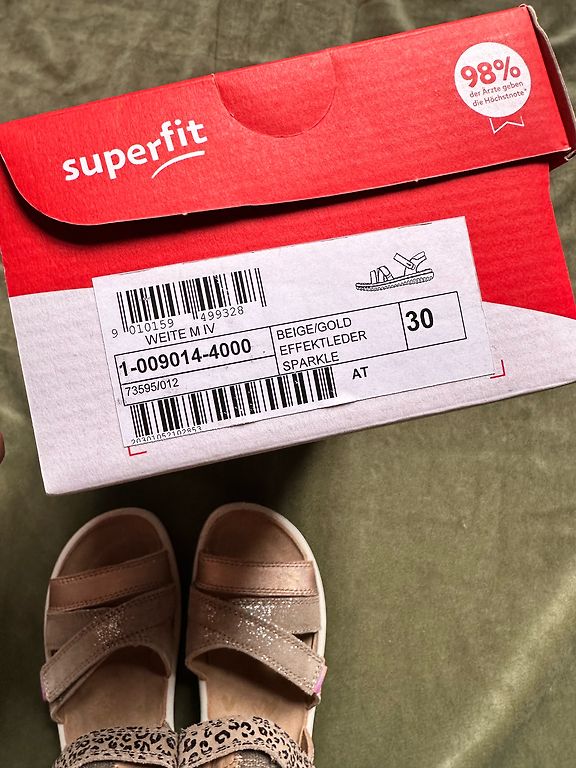 98%
der Ärzte geben
die Höchstnote*
superfit
9 010159 499328
WEITE M IV
1-009014-4000
73595/012
BEIGE/GOLD
EFFEKTLEDER
SPARKLE
30
AT
20301052102853